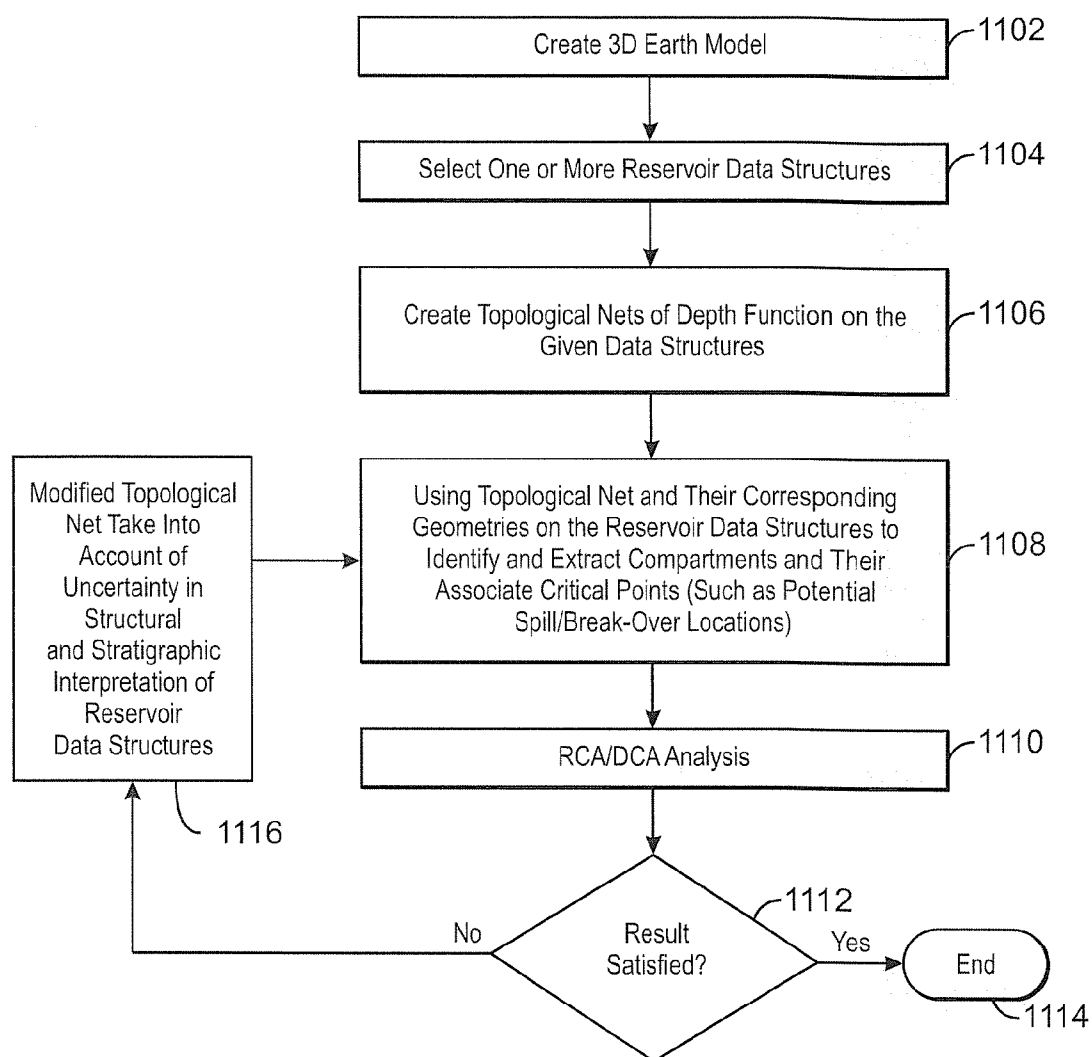 Create 3D Earth Model
1102
Select One or More Reservoir Data Structures
1104
Create Topological Nets of Depth Function on the
Given Data Structures
1106
Modified Topological
Net Take Into
Account of
Uncertainty in
Structural
and Stratigraphic
Interpretation of
Reservoir
Data Structures
1116
Using Topological Net and Their Corresponding
Geometries on the Reservoir Data Structures to
Identify and Extract Compartments and Their
Associate Critical Points (Such as Potential
Spill/Break-Over Locations)
1108
RCA/DCA Analysis
1110
Result
Satisfied?
1112
No
Yes
End
1114